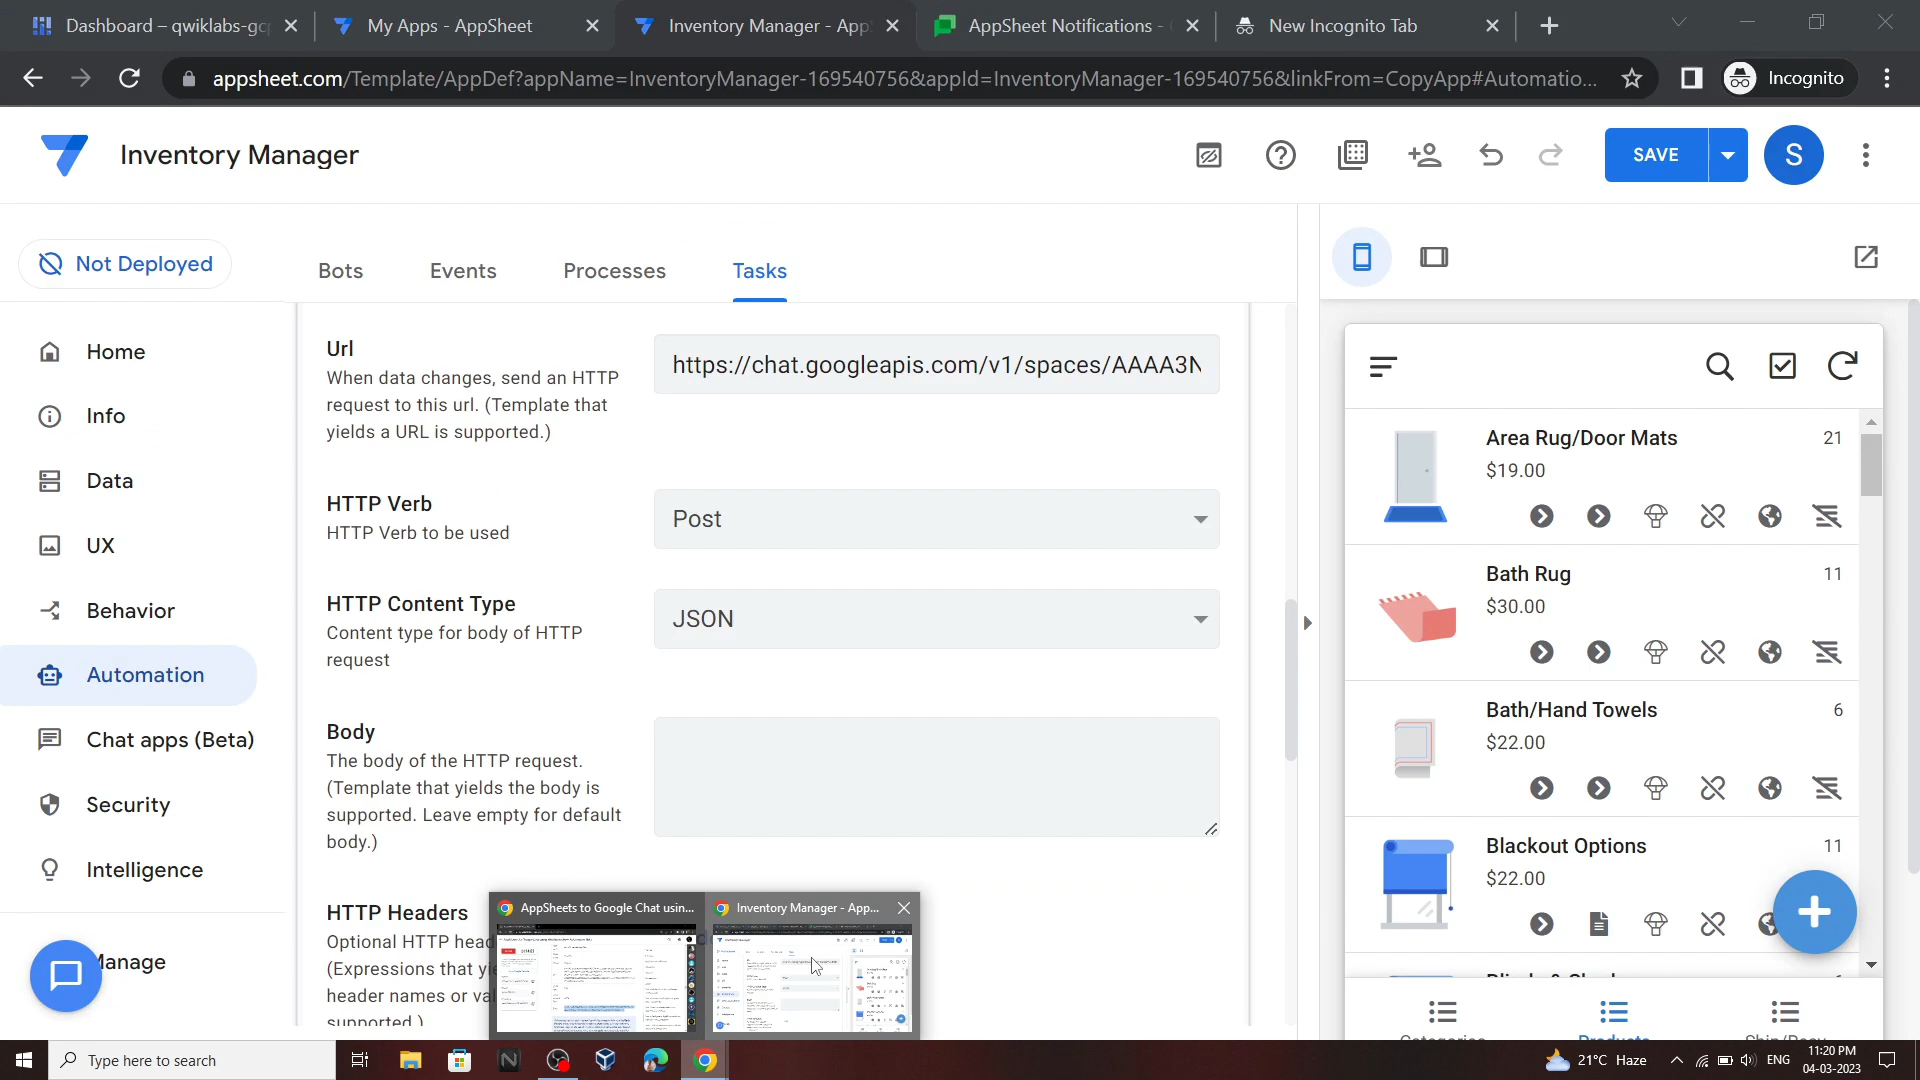 Dashboard – qwiklabs-gcp
My Apps - AppSheet
Inventory Manager - App
AppSheet Notifications -
New Incognito Tab
appsheet.com/Template/AppDef?appName=InventoryManager-169540756&appId=InventoryManager-169540756&linkFrom=CopyApp#Automatio...
Incognito
Inventory Manager
SAVE
S
Not Deployed
Bots
Events
Processes
Tasks
Home
Info
Data
UX
Behavior
Automation
Chat apps (Beta)
Security
Intelligence
Manage
Url
When data changes, send an HTTP
request to this url. (Template that
yields a URL is supported.)
https://chat.googleapis.com/v1/spaces/AAAA3N
HTTP Verb
HTTP Verb to be used
Post
HTTP Content Type
Content type for body of HTTP
request
JSON
Body
The body of the HTTP request.
(Template that yields the body is
supported. Leave empty for default
body.)
HTTP Headers
Optional HTTP head
(Expressions that yi
header names or val
supported.)
AppSheets to Google Chat usin...
Inventory Manager - App...
Area Rug/Door Mats
21
$19.00
Bath Rug
11
$30.00
Bath/Hand Towels
6
$22.00
Blackout Options
11
$22.00
Categories
Products
Type here to search
21°C Haze
ENG
11:20 PM
04-03-2023